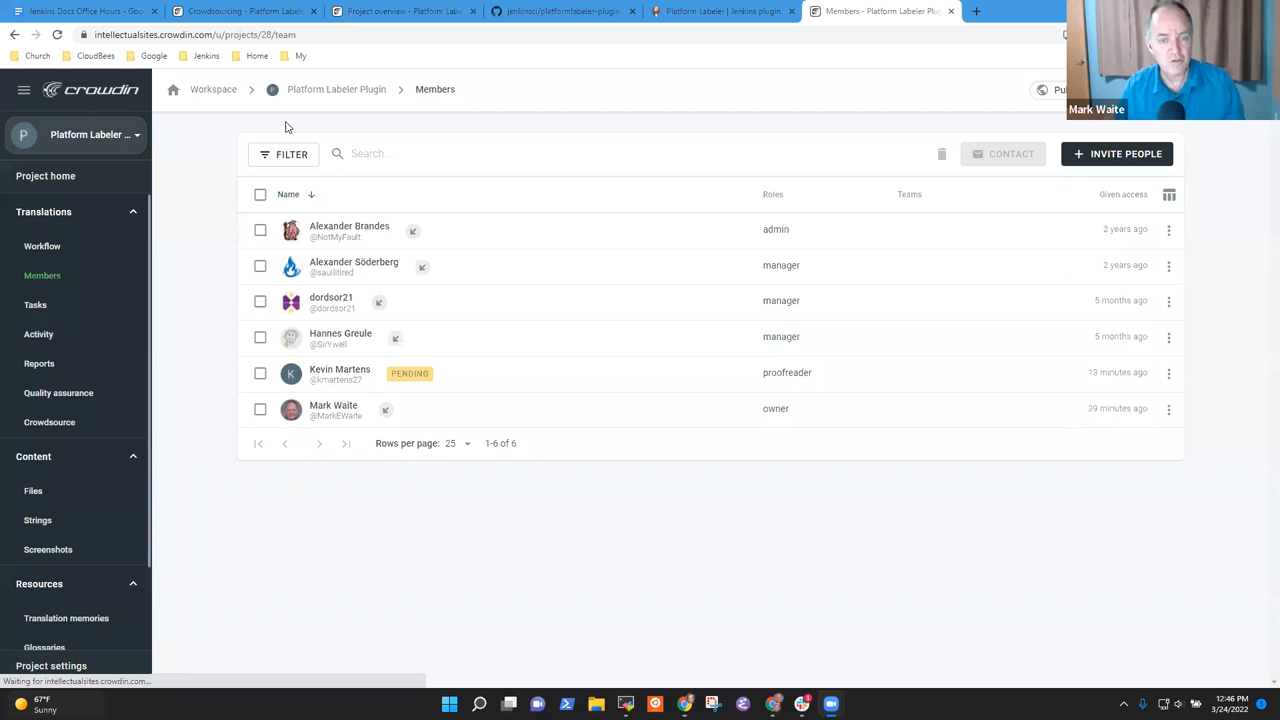 Jenkins Docs Office Hours - Goo
Crowdsourcing - Platform Labele
Project overview - Platform Labe
jenkinsci/platformlabeler-plugin
Platform Labeler | Jenkins plugin
Members - Platform Labeler Plug
intellectualsites.crowdin.com/u/projects/28/team
Church
CloudBees
Google
Jenkins
Home
My
crowdin
Workspace
Platform Labeler Plugin
Members
Mark Waite
P
Platform Labeler ...
FILTER
Search...
CONTACT
INVITE PEOPLE
Project home
Name
Roles
Teams
Given access
Translations
Alexander Brandes
@NotMyFault
admin
2 years ago
Workflow
Alexander Söderberg
@sauilitired
manager
2 years ago
Members
dordsor21
@dordsor21
manager
5 months ago
Tasks
Activity
Hannes Greule
@SirYwell
manager
5 months ago
Reports
Kevin Martens
@kmartens27
K
PENDING
proofreader
13 minutes ago
Quality assurance
Mark Waite
@MarkEWaite
owner
39 minutes ago
Crowdsource
Rows per page: 25
1-6 of 6
Content
Files
Strings
Screenshots
Resources
Translation memories
Glossaries
Project settings
Waiting for intellectualsites.crowdin.com...
67°F
Sunny
12:46 PM
3/24/2022